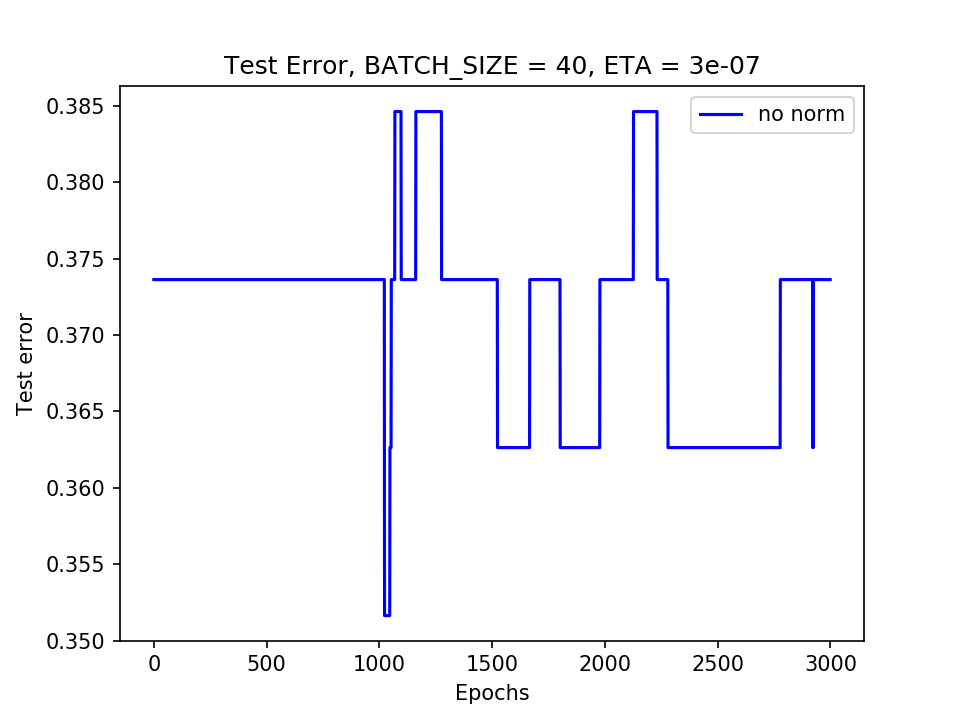 Test Error, BATCH_SIZE = 40, ETA = 3e-07
no norm
0.385
0.380
0.375
0.370
0.365
0.360
0.355
0.350
Test error
0 500 1000 1500 2000 2500 3000
Epochs